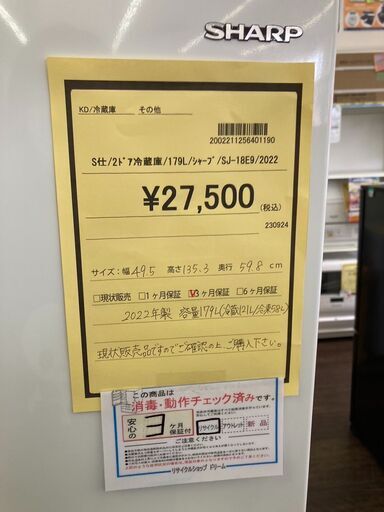 SHARP
KD/冷蔵庫 その他
2002211256401190
S仕/2ﾄﾞｱ冷蔵庫/179L/ｼｬｰﾌﾟ/SJ-18E9/2022
¥27,500(税込)
230924
サイズ:幅 49.5 高さ 135.3 奥行 59.8 cm
□現状販売 □1ヶ月保証 ☑3ヶ月保証 □6ヶ月保証
2022年製 容量179L(冷蔵121L/冷凍58L)
現状販売品ですのでご確認の上、ご購入下さい。
この商品は
消毒・動作チェック済みです。
安心の 3 ヶ月保証付
リサイクル アウトレット 新品
ご注意ください
リサイクルショップ ドリーム